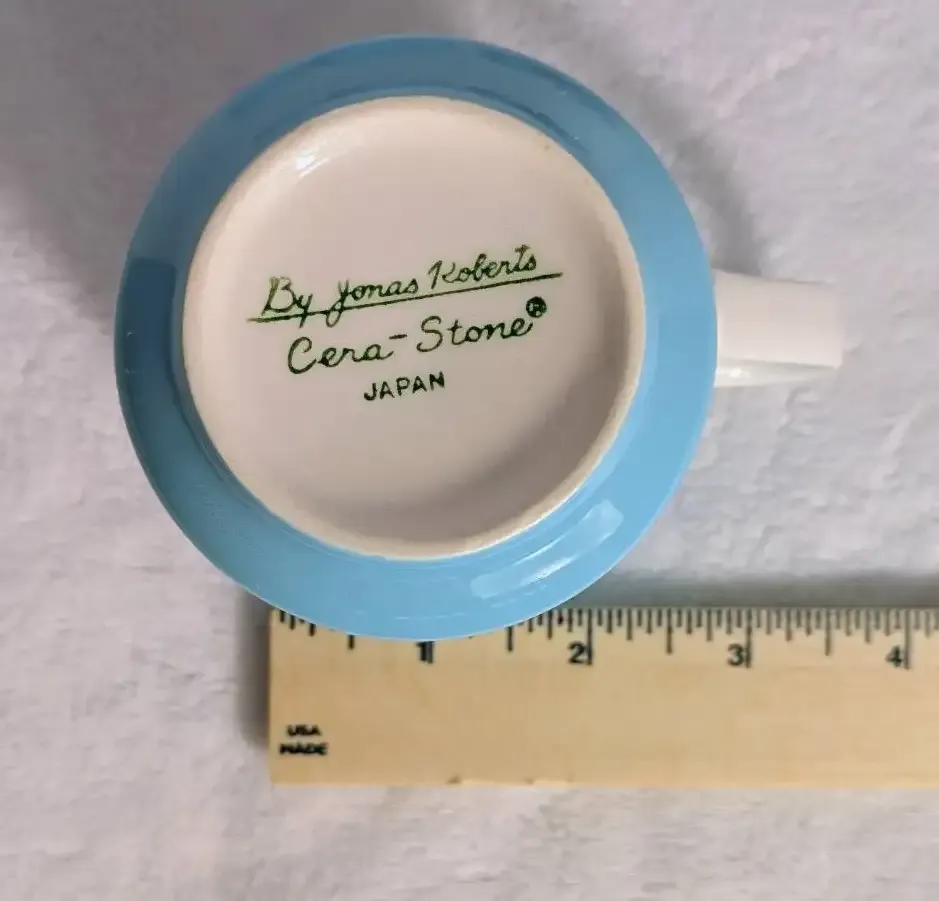 By Jonas Roberts
Cera-Stone®
JAPAN
1 2 3 4
USA
MADE